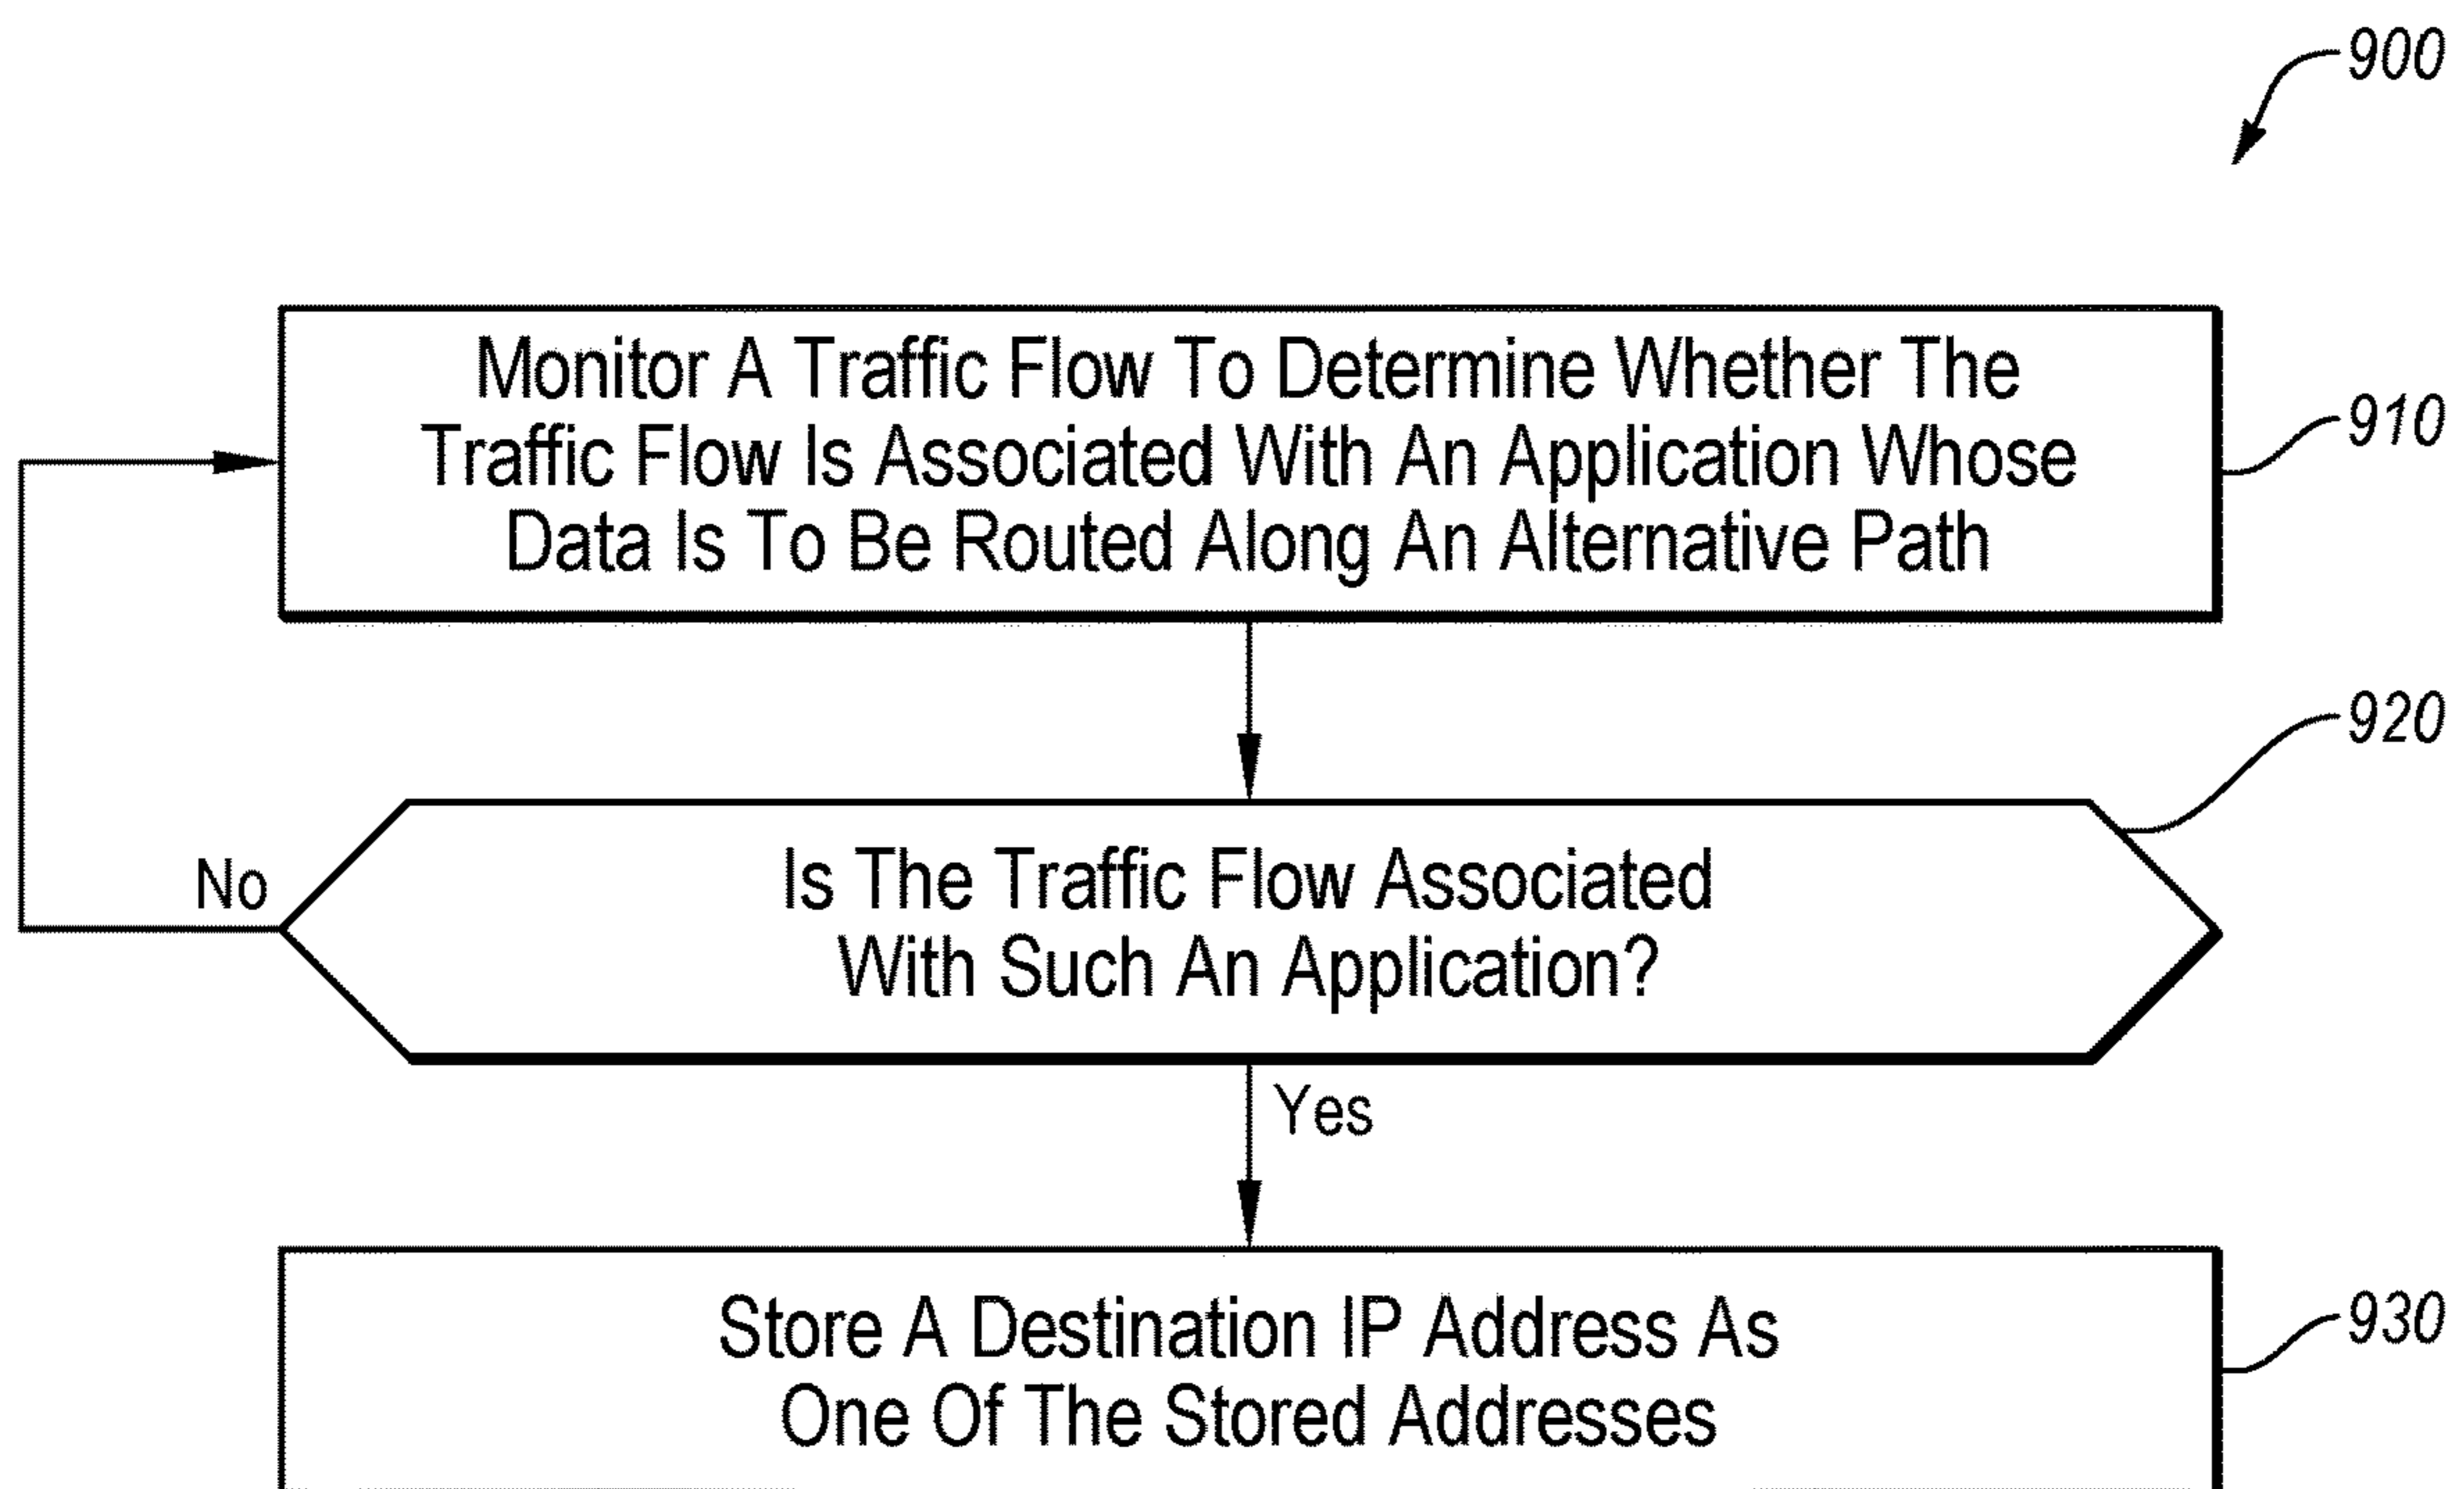 900
Monitor A Traffic Flow To Determine Whether The
Traffic Flow Is Associated With An Application Whose
Data Is To Be Routed Along An Alternative Path
910
920
Is The Traffic Flow Associated
With Such An Application?
No
Yes
Store A Destination IP Address As
One Of The Stored Addresses
930